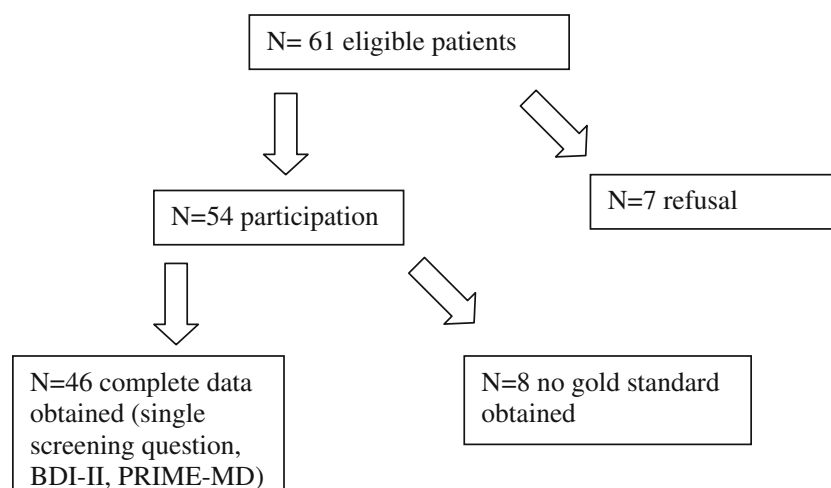 N= 61 eligible patients
N=7 refusal
N=54 participation
N=46 complete data
obtained (single
screening question,
BDI-II, PRIME-MD)
N=8 no gold standard
obtained